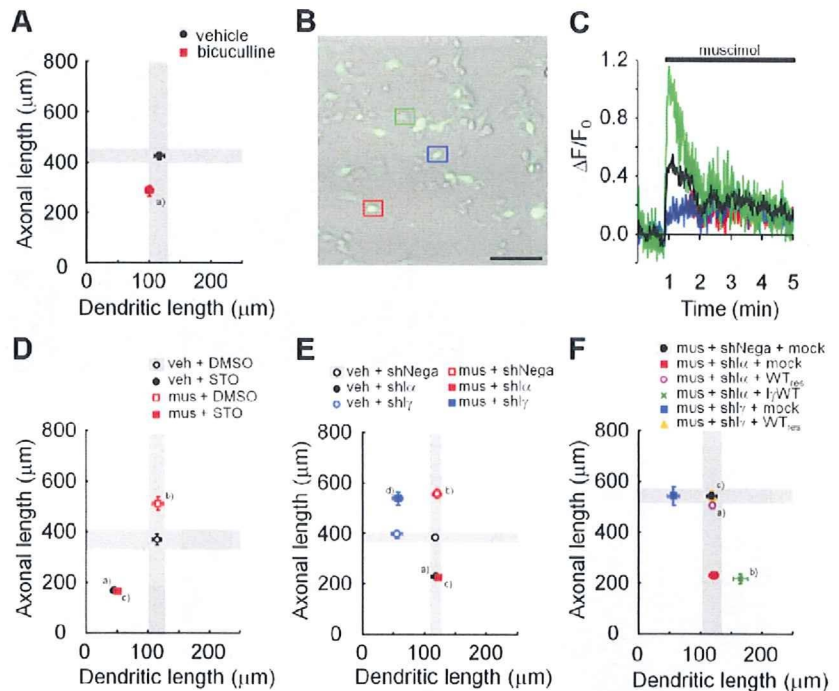 A
vehicle
bicuculline
Axonal length (μm)
800
600
400
200
0
a)
0 100 200
Dendritic length (μm)
B
C
muscimol
ΔF/F0
1.2
0.8
0.4
0.0
1 2 3 4 5
Time (min)
D
veh + DMSO
veh + STO
mus + DMSO
mus + STO
Axonal length (μm)
800
600
400
200
0
b)
a)
c)
0 100 200
Dendritic length (μm)
E
veh + shNega
veh + shIα
veh + shIγ
mus + shNega
mus + shIα
mus + shIγ
Axonal length (μm)
800
600
400
200
0
d)
b)
a)
c)
0 100 200
Dendritic length (μm)
F
mus + shNega + mock
mus + shIα + mock
mus + shIα + WTres
mus + shIα + IγWT
mus + shIγ + mock
mus + shIγ + WTres
Axonal length (μm)
800
600
400
200
0
c)
a)
b)
0 100 200
Dendritic length (μm)